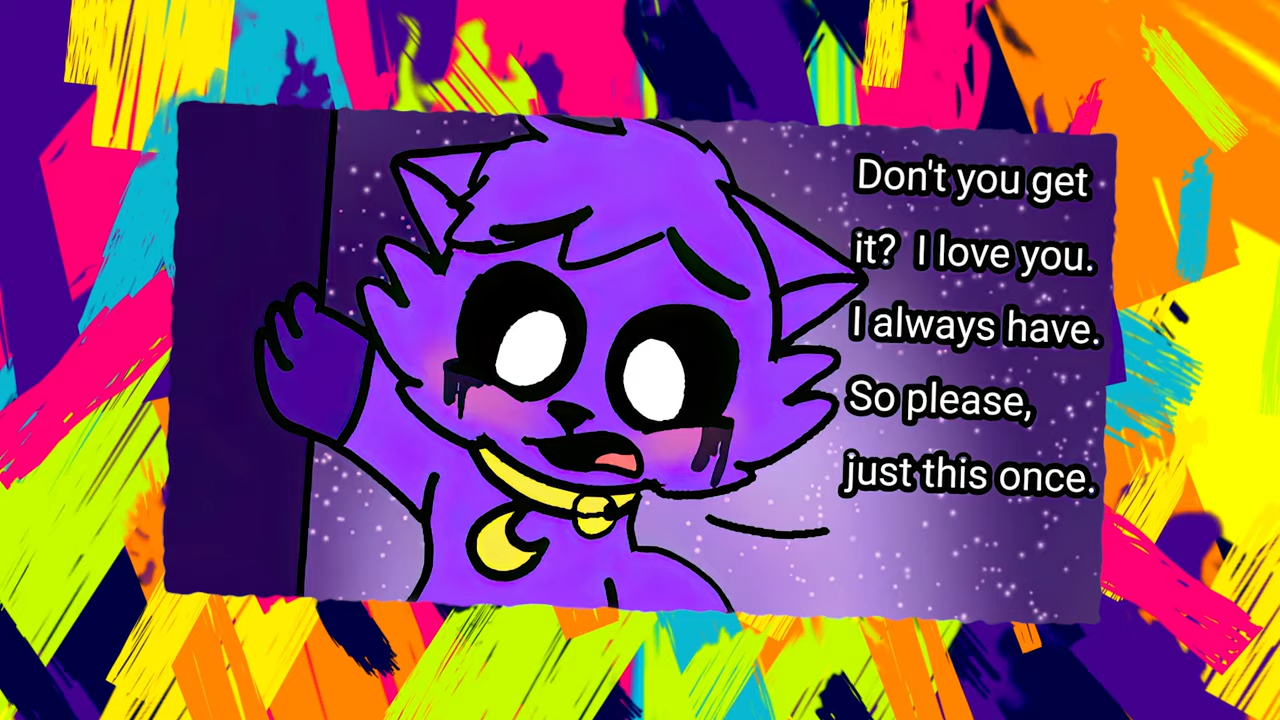 Don't you get
it? I love you.
I always have.
So please,
just this once.